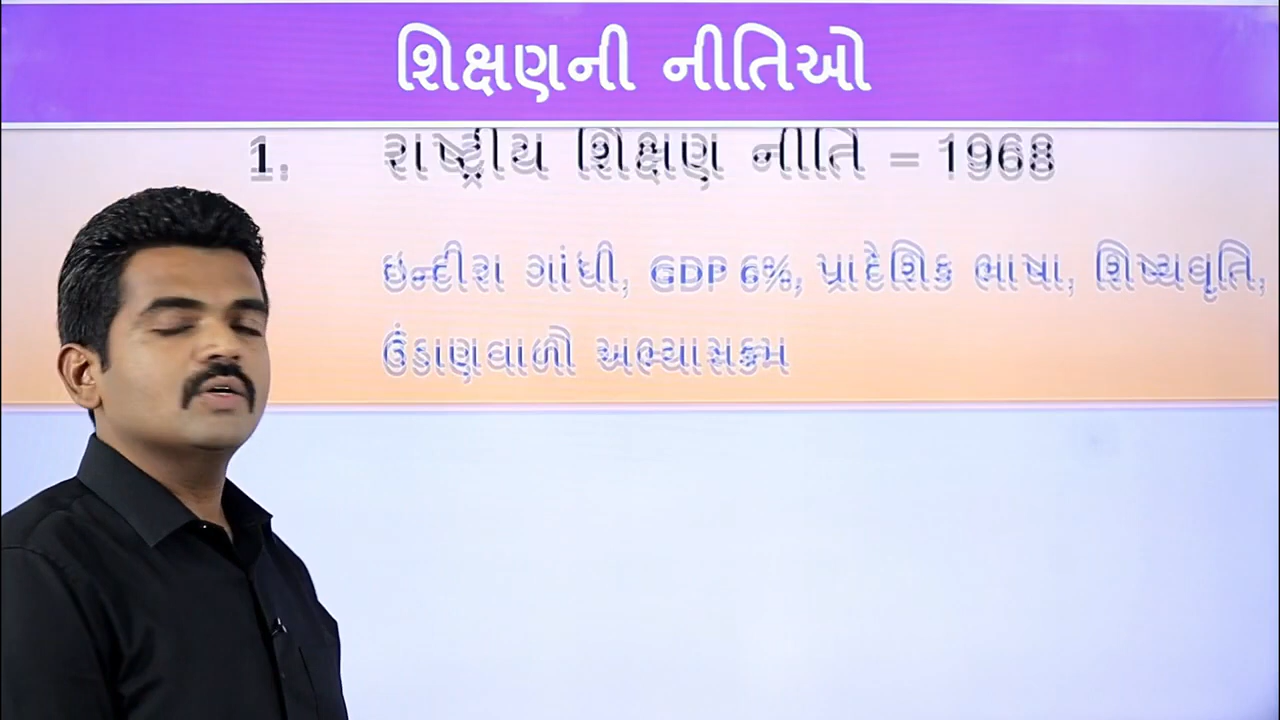 શિક્ષણની નીતિઓ
1. રાષ્ટ્રીય શિક્ષણ નીતિ = 1968
ઇન્દીરા ગાંધી, GDP 6%, પ્રાદેશિક ભાષા, શિષ્યવૃતિ,
ઉંડાણવાળો અભ્યાસક્રમ